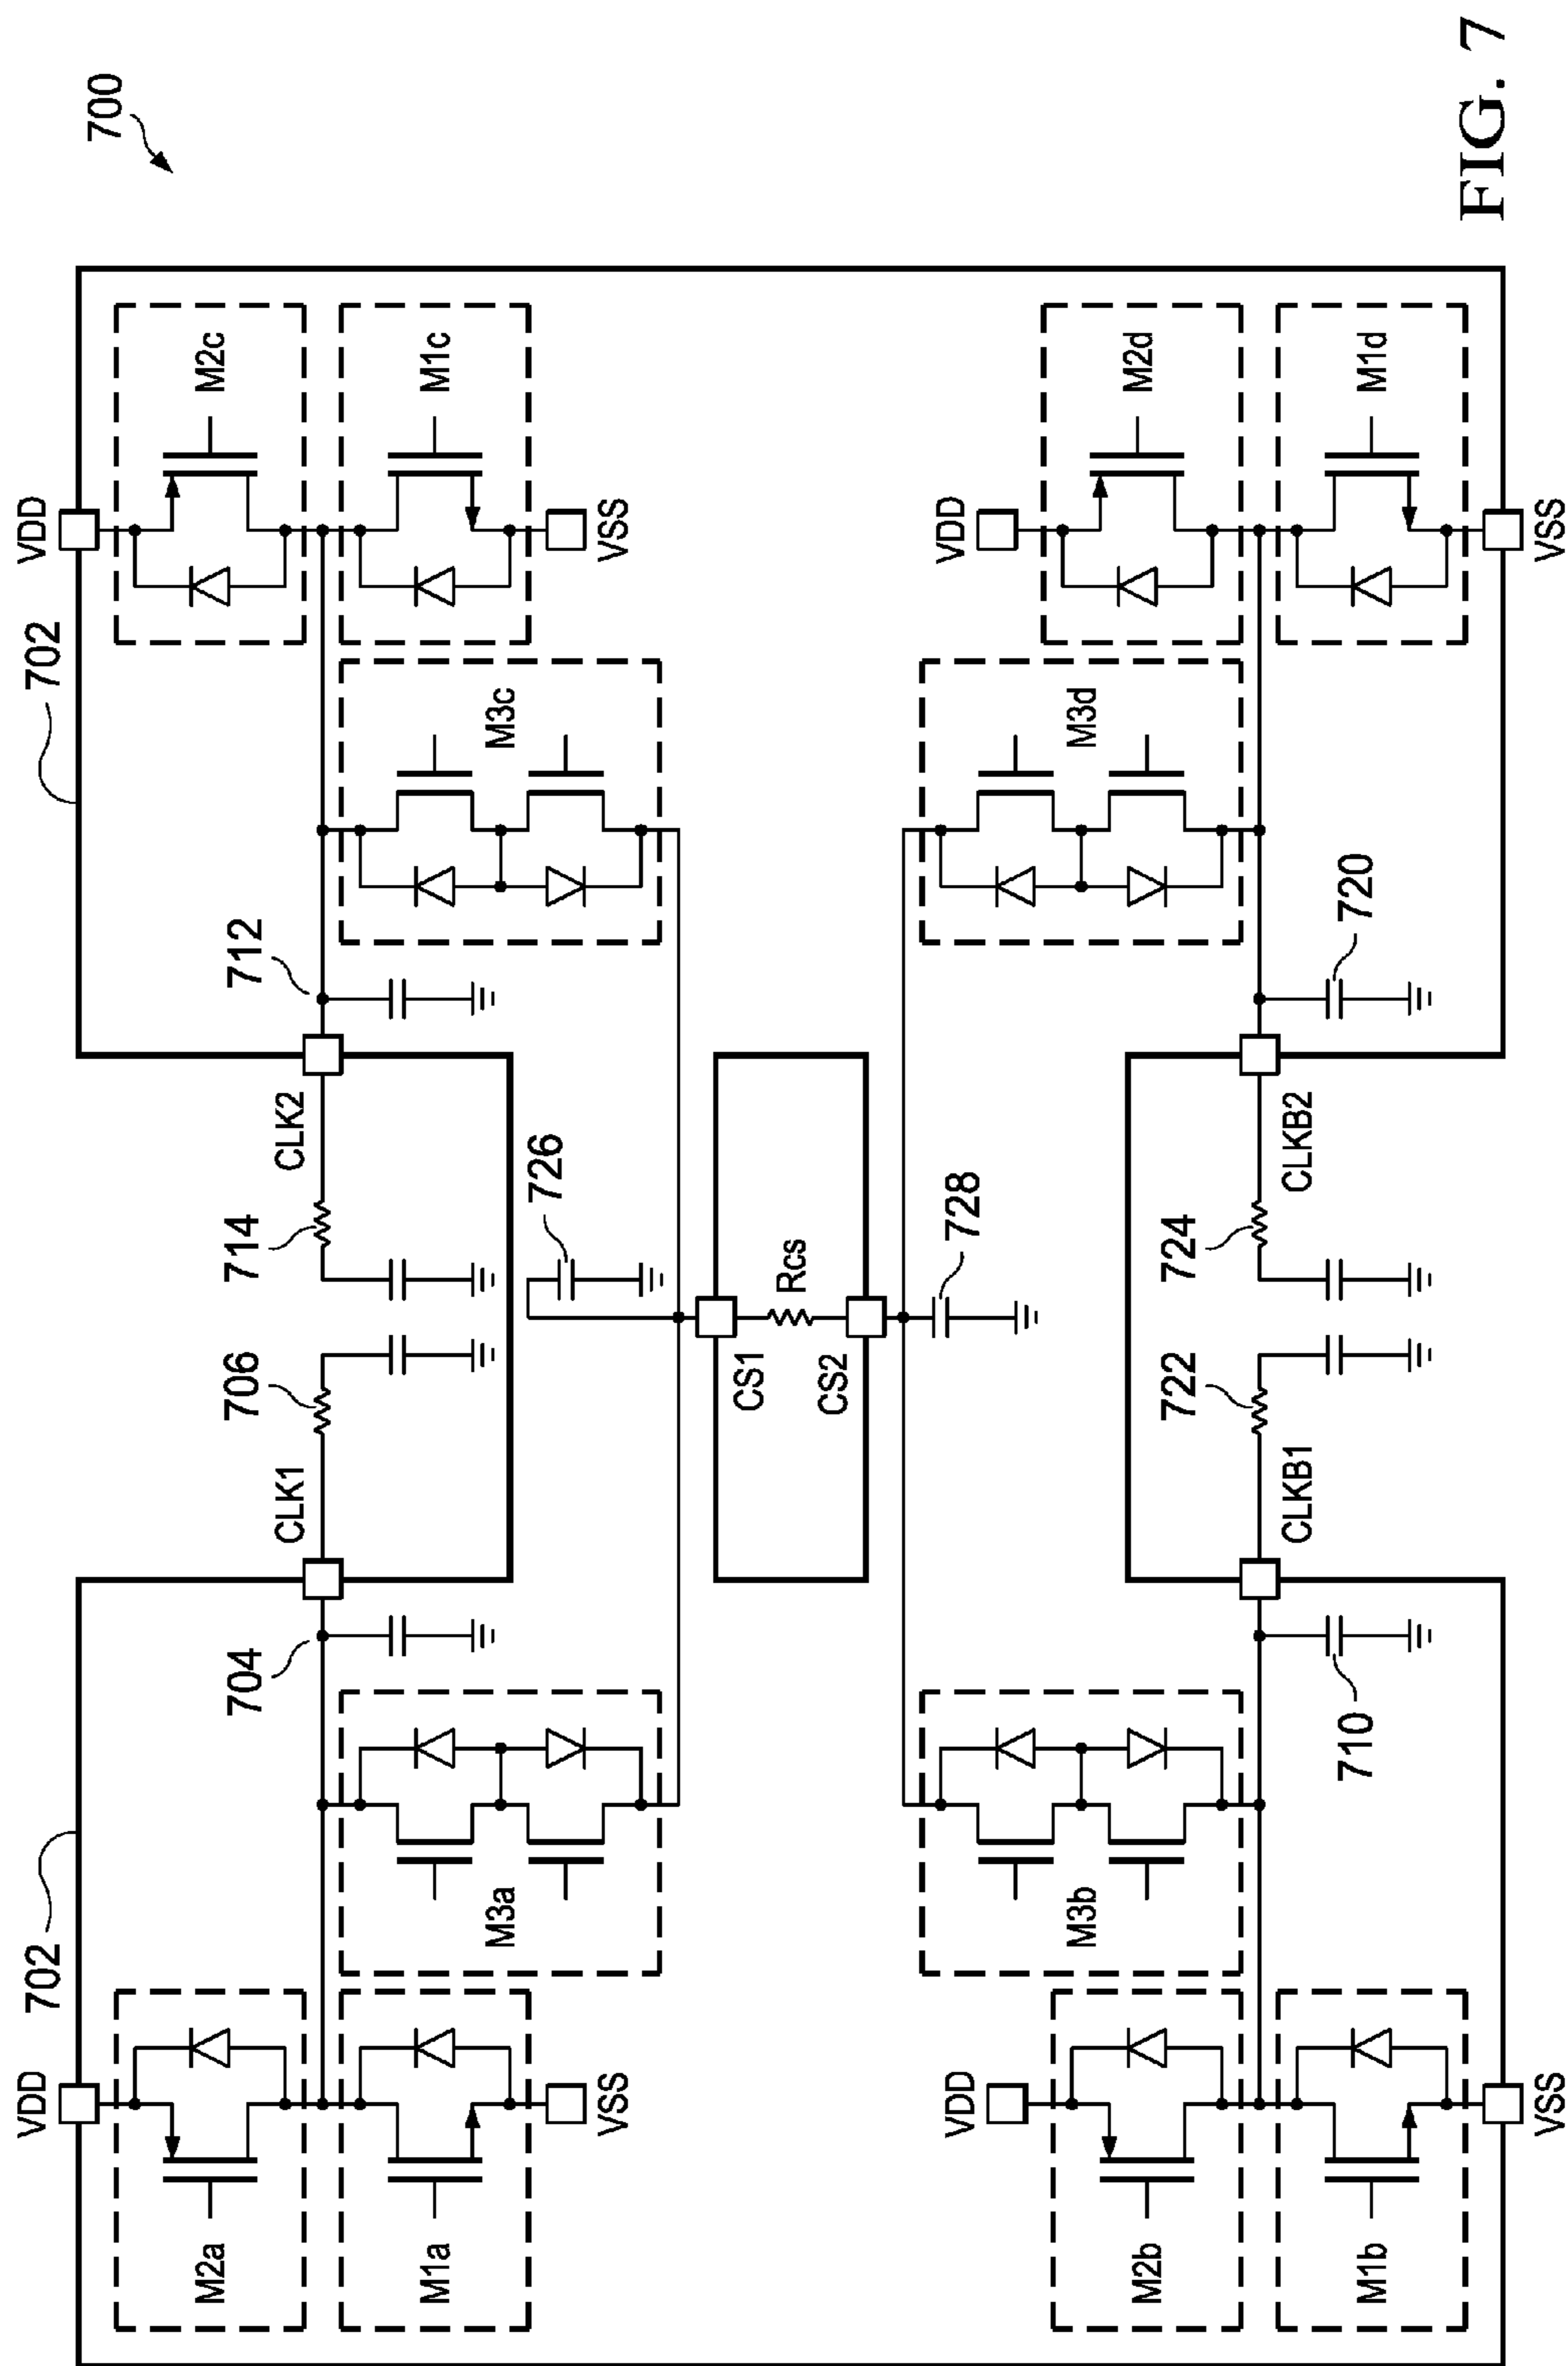 700
702
702
VDD
VDD
M2a
M2c
M1a
M1c
VSS
VSS
704
706
714
712
CLK1
CLK2
M3a
M3c
726
CS1
Rcs
CS2
728
M3b
M3d
VDD
VDD
M2b
M2d
722
724
CLKB1
CLKB2
710
720
M1b
M1d
VSS
VSS
FIG. 7